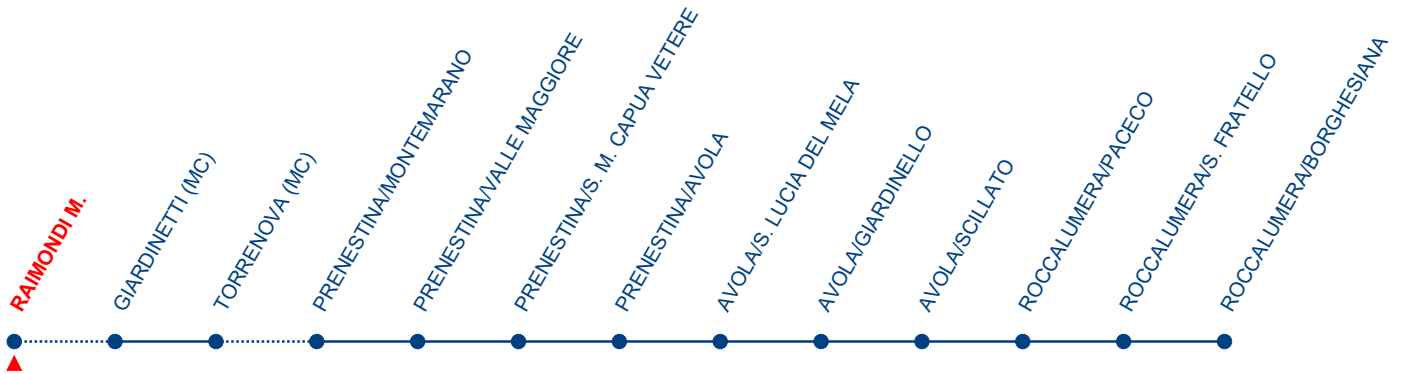 RAIMONDI M.
GIARDINETTI (MC)
TORRENOVA (MC)
PRENESTINA/MONTEMARANO
PRENESTINA/VALLE MAGGIORE
PRENESTINA/S. M. CAPUA VETERE
PRENESTINA/AVOLA
AVOLA/S. LUCIA DEL MELA
AVOLA/GIARDINELLO
AVOLA/SCILLATO
ROCCALUMERA/PACECO
ROCCALUMERA/S. FRATELLO
ROCCALUMERA/BORGHESIANA